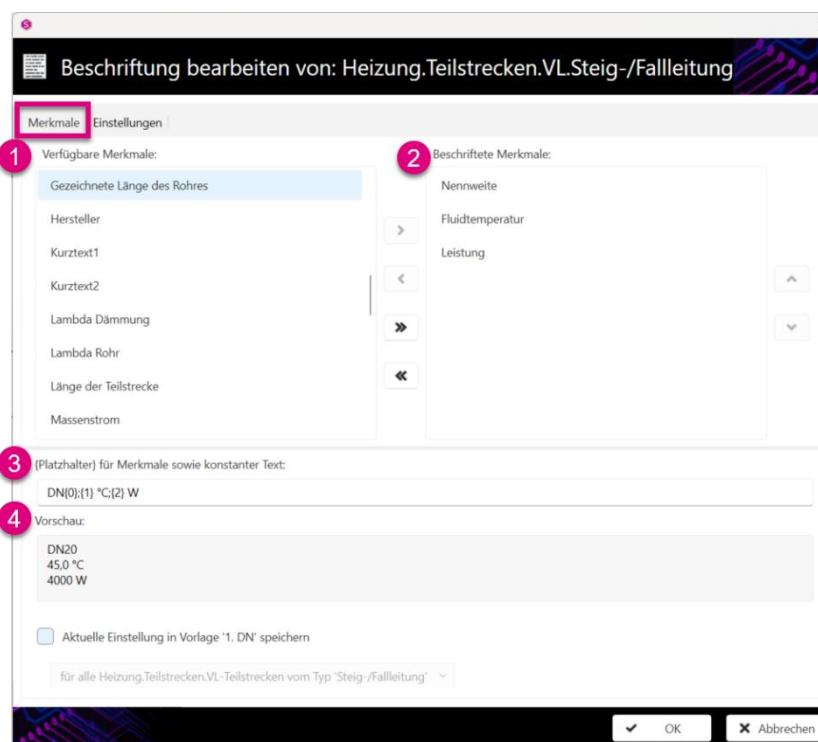 Beschriftung bearbeiten von: Heizung.Teilstrecken.VL.Steig-/Fallleitung
Merkmale
Einstellungen
1
Verfügbare Merkmale:
Gezeichnete Länge des Rohres
Hersteller
Kurztext1
Kurztext2
Lambda Dämmung
Lambda Rohr
Länge der Teilstrecke
Massenstrom
2
Beschriftete Merkmale:
Nennweite
Fluidtemperatur
Leistung
3
{Platzhalter} für Merkmale sowie konstanter Text:
DN{0};{1} °C;{2} W
4
Vorschau:
DN20
45,0 °C
4000 W
Aktuelle Einstellung in Vorlage '1. DN' speichern
für alle Heizung.Teilstrecken.VL-Teilstrecken vom Typ 'Steig-/Fallleitung'
OK
Abbrechen